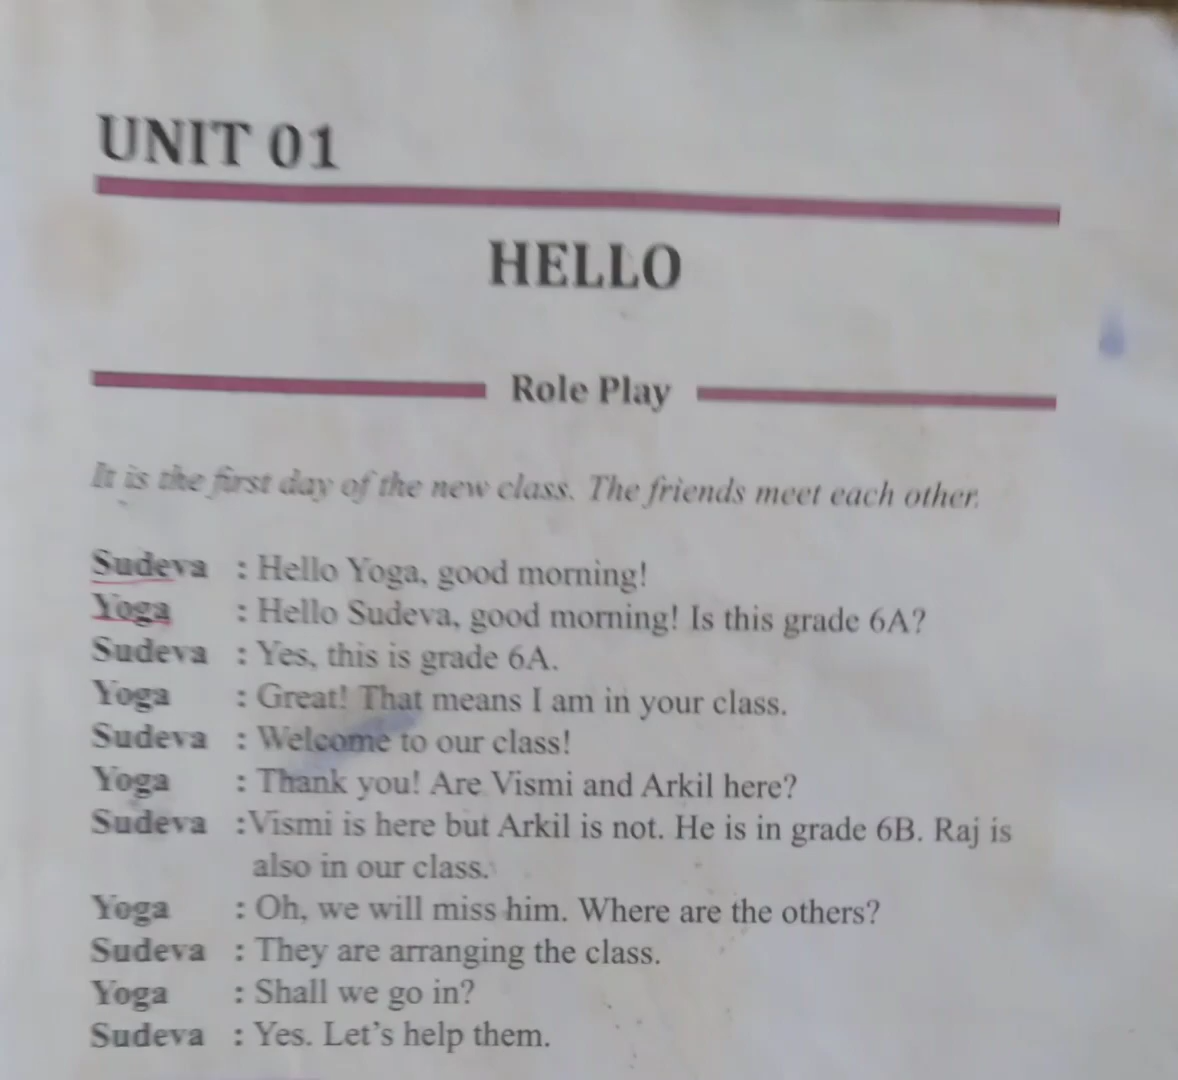 UNIT 01
HELLO
Role Play
It is the first day of the new class. The friends meet each other.
Sudeva : Hello Yoga, good morning!
Yoga : Hello Sudeva, good morning! Is this grade 6A?
Sudeva : Yes, this is grade 6A.
Yoga : Great! That means I am in your class.
Sudeva : Welcome to our class!
Yoga : Thank you! Are Vismi and Arkil here?
Sudeva :Vismi is here but Arkil is not. He is in grade 6B. Raj is
also in our class.
Yoga : Oh, we will miss him. Where are the others?
Sudeva : They are arranging the class.
Yoga : Shall we go in?
Sudeva : Yes. Let's help them.